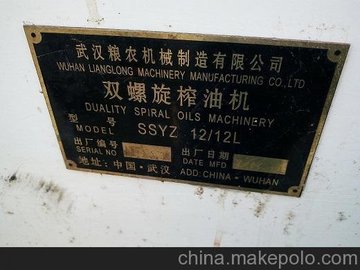 武汉粮农机械制造有限公司
WUHAN LIANGLONG MACHINERY MANUFACTURING CO.,LTD
双螺旋榨油机
DUALITY SPIRAL OILS MACHINERY
型号
MODEL SSYZ 12/12L
出厂编号 出厂日期
SERIAL NO DATE MFD
地址:中国·武汉 ADD:CHINA·WUHAN
china.makepolo.com